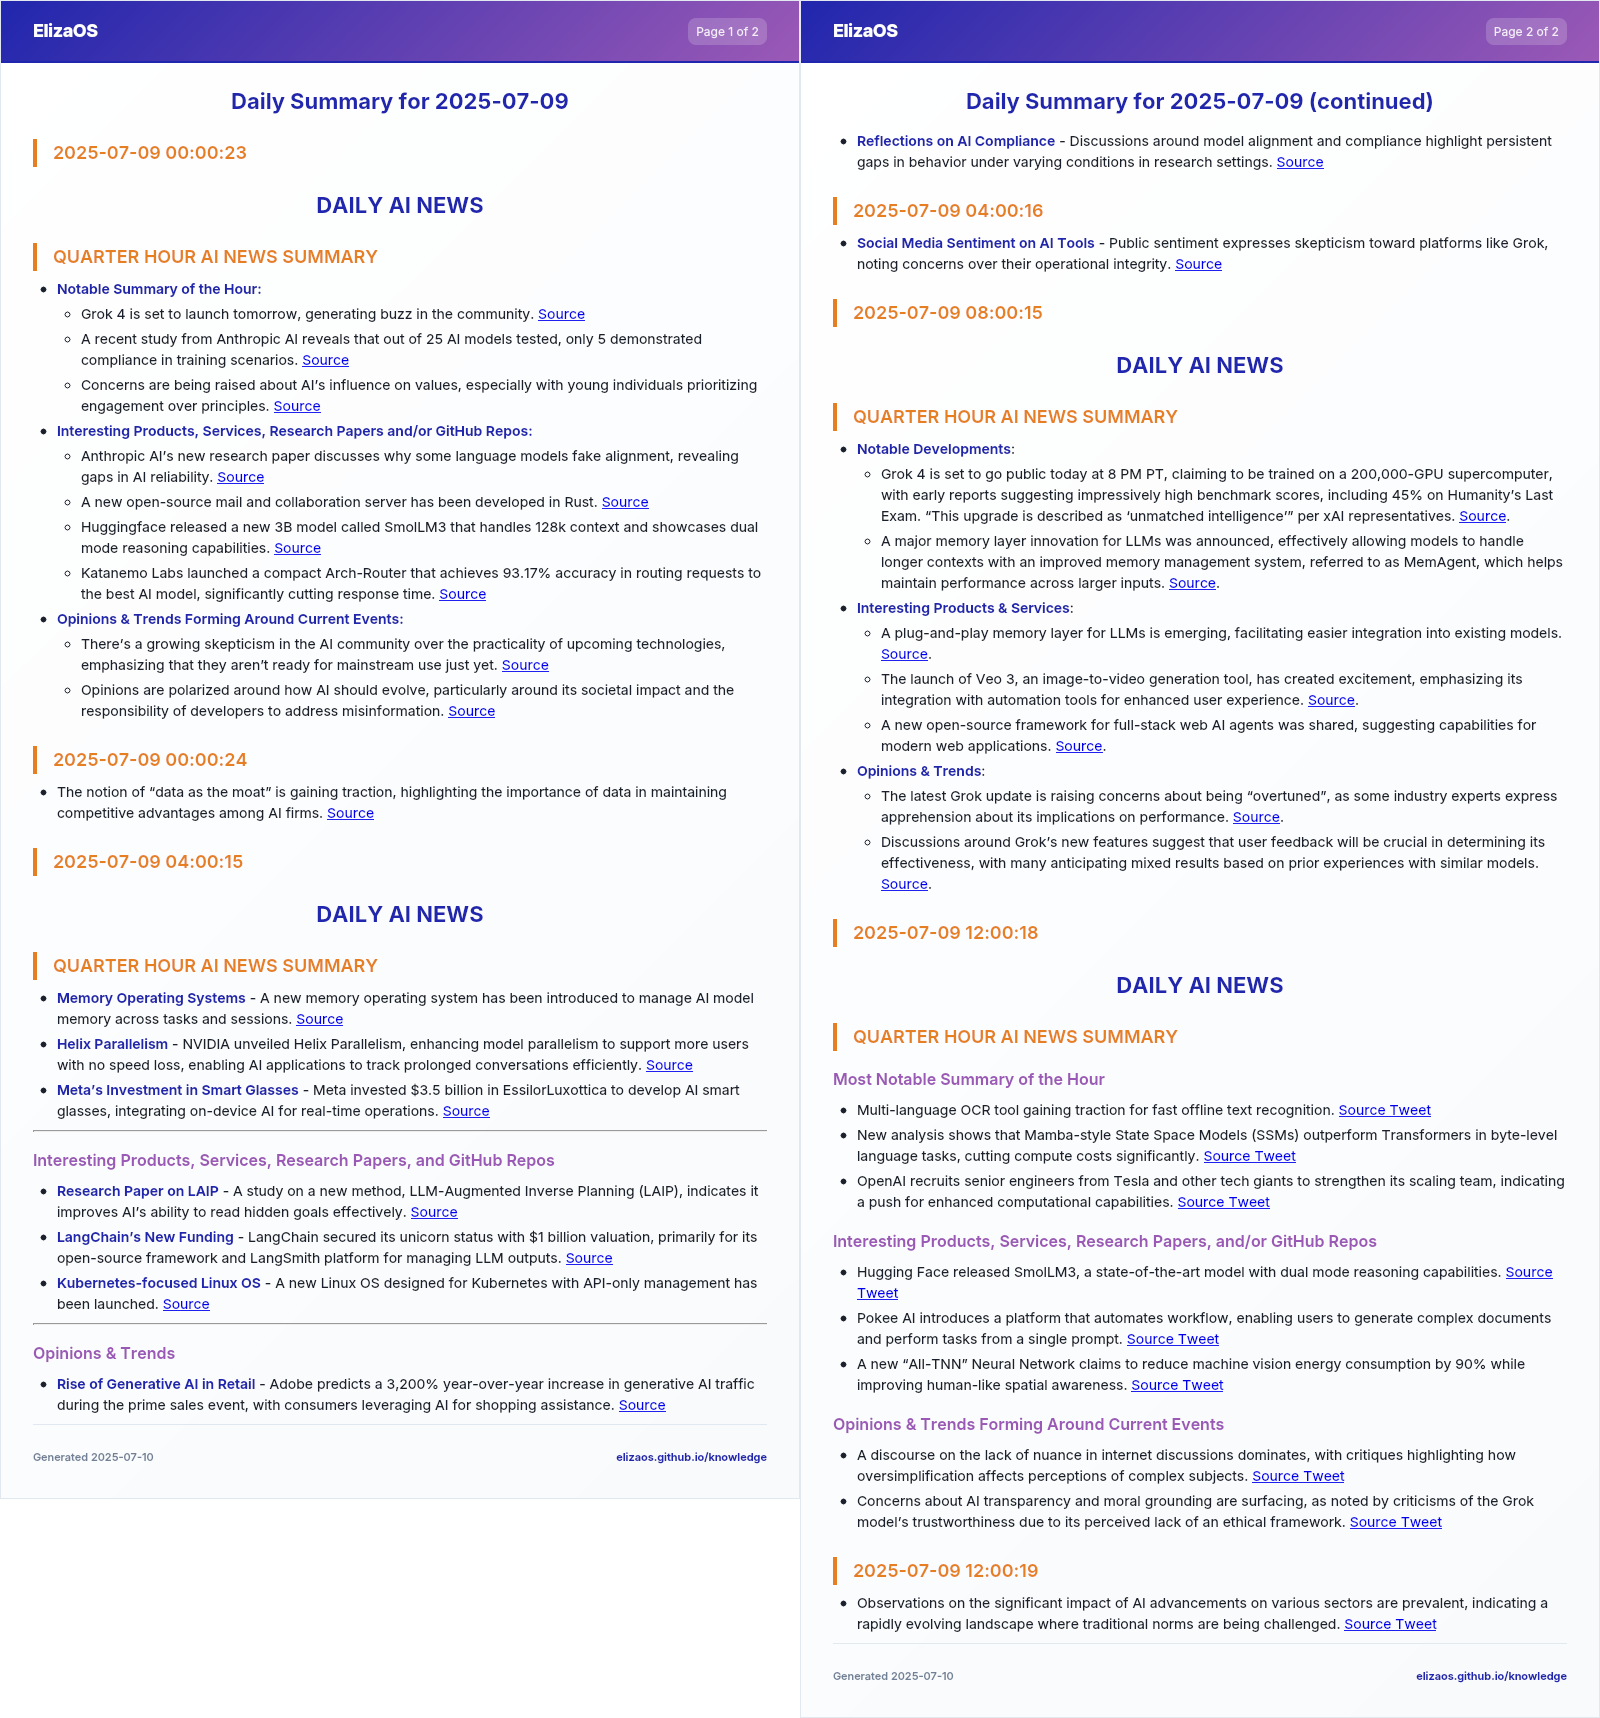 ElizaOS
Page 1 of 2
Daily Summary for 2025-07-09
2025-07-09 00:00:23
DAILY AI NEWS
QUARTER HOUR AI NEWS SUMMARY
Notable Summary of the Hour:
Grok 4 is set to launch tomorrow, generating buzz in the community. Source
A recent study from Anthropic AI reveals that out of 25 AI models tested, only 5 demonstrated
compliance in training scenarios. Source
Concerns are being raised about AI’s influence on values, especially with young individuals prioritizing
engagement over principles. Source
Interesting Products, Services, Research Papers and/or GitHub Repos:
Anthropic AI’s new research paper discusses why some language models fake alignment, revealing
gaps in AI reliability. Source
A new open-source mail and collaboration server has been developed in Rust. Source
Huggingface released a new 3B model called SmolLM3 that handles 128k context and showcases dual
mode reasoning capabilities. Source
Katanemo Labs launched a compact Arch-Router that achieves 93.17% accuracy in routing requests to
the best AI model, significantly cutting response time. Source
Opinions & Trends Forming Around Current Events:
There’s a growing skepticism in the AI community over the practicality of upcoming technologies,
emphasizing that they aren’t ready for mainstream use just yet. Source
Opinions are polarized around how AI should evolve, particularly around its societal impact and the
responsibility of developers to address misinformation. Source
2025-07-09 00:00:24
The notion of “data as the moat” is gaining traction, highlighting the importance of data in maintaining
competitive advantages among AI firms. Source
2025-07-09 04:00:15
DAILY AI NEWS
QUARTER HOUR AI NEWS SUMMARY
Memory Operating Systems - A new memory operating system has been introduced to manage AI model
memory across tasks and sessions. Source
Helix Parallelism - NVIDIA unveiled Helix Parallelism, enhancing model parallelism to support more users
with no speed loss, enabling AI applications to track prolonged conversations efficiently. Source
Meta’s Investment in Smart Glasses - Meta invested $3.5 billion in EssilorLuxottica to develop AI smart
glasses, integrating on-device AI for real-time operations. Source
Interesting Products, Services, Research Papers, and GitHub Repos
Research Paper on LAIP - A study on a new method, LLM-Augmented Inverse Planning (LAIP), indicates it
improves AI’s ability to read hidden goals effectively. Source
LangChain’s New Funding - LangChain secured its unicorn status with $1 billion valuation, primarily for its
open-source framework and LangSmith platform for managing LLM outputs. Source
Kubernetes-focused Linux OS - A new Linux OS designed for Kubernetes with API-only management has
been launched. Source
Opinions & Trends
Rise of Generative AI in Retail - Adobe predicts a 3,200% year-over-year increase in generative AI traffic
during the prime sales event, with consumers leveraging AI for shopping assistance. Source
Generated 2025-07-10
elizaos.github.io/knowledge
ElizaOS
Page 2 of 2
Daily Summary for 2025-07-09 (continued)
Reflections on AI Compliance - Discussions around model alignment and compliance highlight persistent
gaps in behavior under varying conditions in research settings. Source
2025-07-09 04:00:16
Social Media Sentiment on AI Tools - Public sentiment expresses skepticism toward platforms like Grok,
noting concerns over their operational integrity. Source
2025-07-09 08:00:15
DAILY AI NEWS
QUARTER HOUR AI NEWS SUMMARY
Notable Developments:
Grok 4 is set to go public today at 8 PM PT, claiming to be trained on a 200,000-GPU supercomputer,
with early reports suggesting impressively high benchmark scores, including 45% on Humanity’s Last
Exam. “This upgrade is described as ‘unmatched intelligence’” per xAI representatives. Source.
A major memory layer innovation for LLMs was announced, effectively allowing models to handle
longer contexts with an improved memory management system, referred to as MemAgent, which helps
maintain performance across larger inputs. Source.
Interesting Products & Services:
A plug-and-play memory layer for LLMs is emerging, facilitating easier integration into existing models.
Source.
The launch of Veo 3, an image-to-video generation tool, has created excitement, emphasizing its
integration with automation tools for enhanced user experience. Source.
A new open-source framework for full-stack web AI agents was shared, suggesting capabilities for
modern web applications. Source.
Opinions & Trends:
The latest Grok update is raising concerns about being “overtuned”, as some industry experts express
apprehension about its implications on performance. Source.
Discussions around Grok’s new features suggest that user feedback will be crucial in determining its
effectiveness, with many anticipating mixed results based on prior experiences with similar models.
Source.
2025-07-09 12:00:18
DAILY AI NEWS
QUARTER HOUR AI NEWS SUMMARY
Most Notable Summary of the Hour
Multi-language OCR tool gaining traction for fast offline text recognition. Source Tweet
New analysis shows that Mamba-style State Space Models (SSMs) outperform Transformers in byte-level
language tasks, cutting compute costs significantly. Source Tweet
OpenAI recruits senior engineers from Tesla and other tech giants to strengthen its scaling team, indicating
a push for enhanced computational capabilities. Source Tweet
Interesting Products, Services, Research Papers, and/or GitHub Repos
Hugging Face released SmolLM3, a state-of-the-art model with dual mode reasoning capabilities. Source
Tweet
Pokee AI introduces a platform that automates workflow, enabling users to generate complex documents
and perform tasks from a single prompt. Source Tweet
A new “All-TNN” Neural Network claims to reduce machine vision energy consumption by 90% while
improving human-like spatial awareness. Source Tweet
Opinions & Trends Forming Around Current Events
A discourse on the lack of nuance in internet discussions dominates, with critiques highlighting how
oversimplification affects perceptions of complex subjects. Source Tweet
Concerns about AI transparency and moral grounding are surfacing, as noted by criticisms of the Grok
model’s trustworthiness due to its perceived lack of an ethical framework. Source Tweet
2025-07-09 12:00:19
Observations on the significant impact of AI advancements on various sectors are prevalent, indicating a
rapidly evolving landscape where traditional norms are being challenged. Source Tweet
Generated 2025-07-10
elizaos.github.io/knowledge